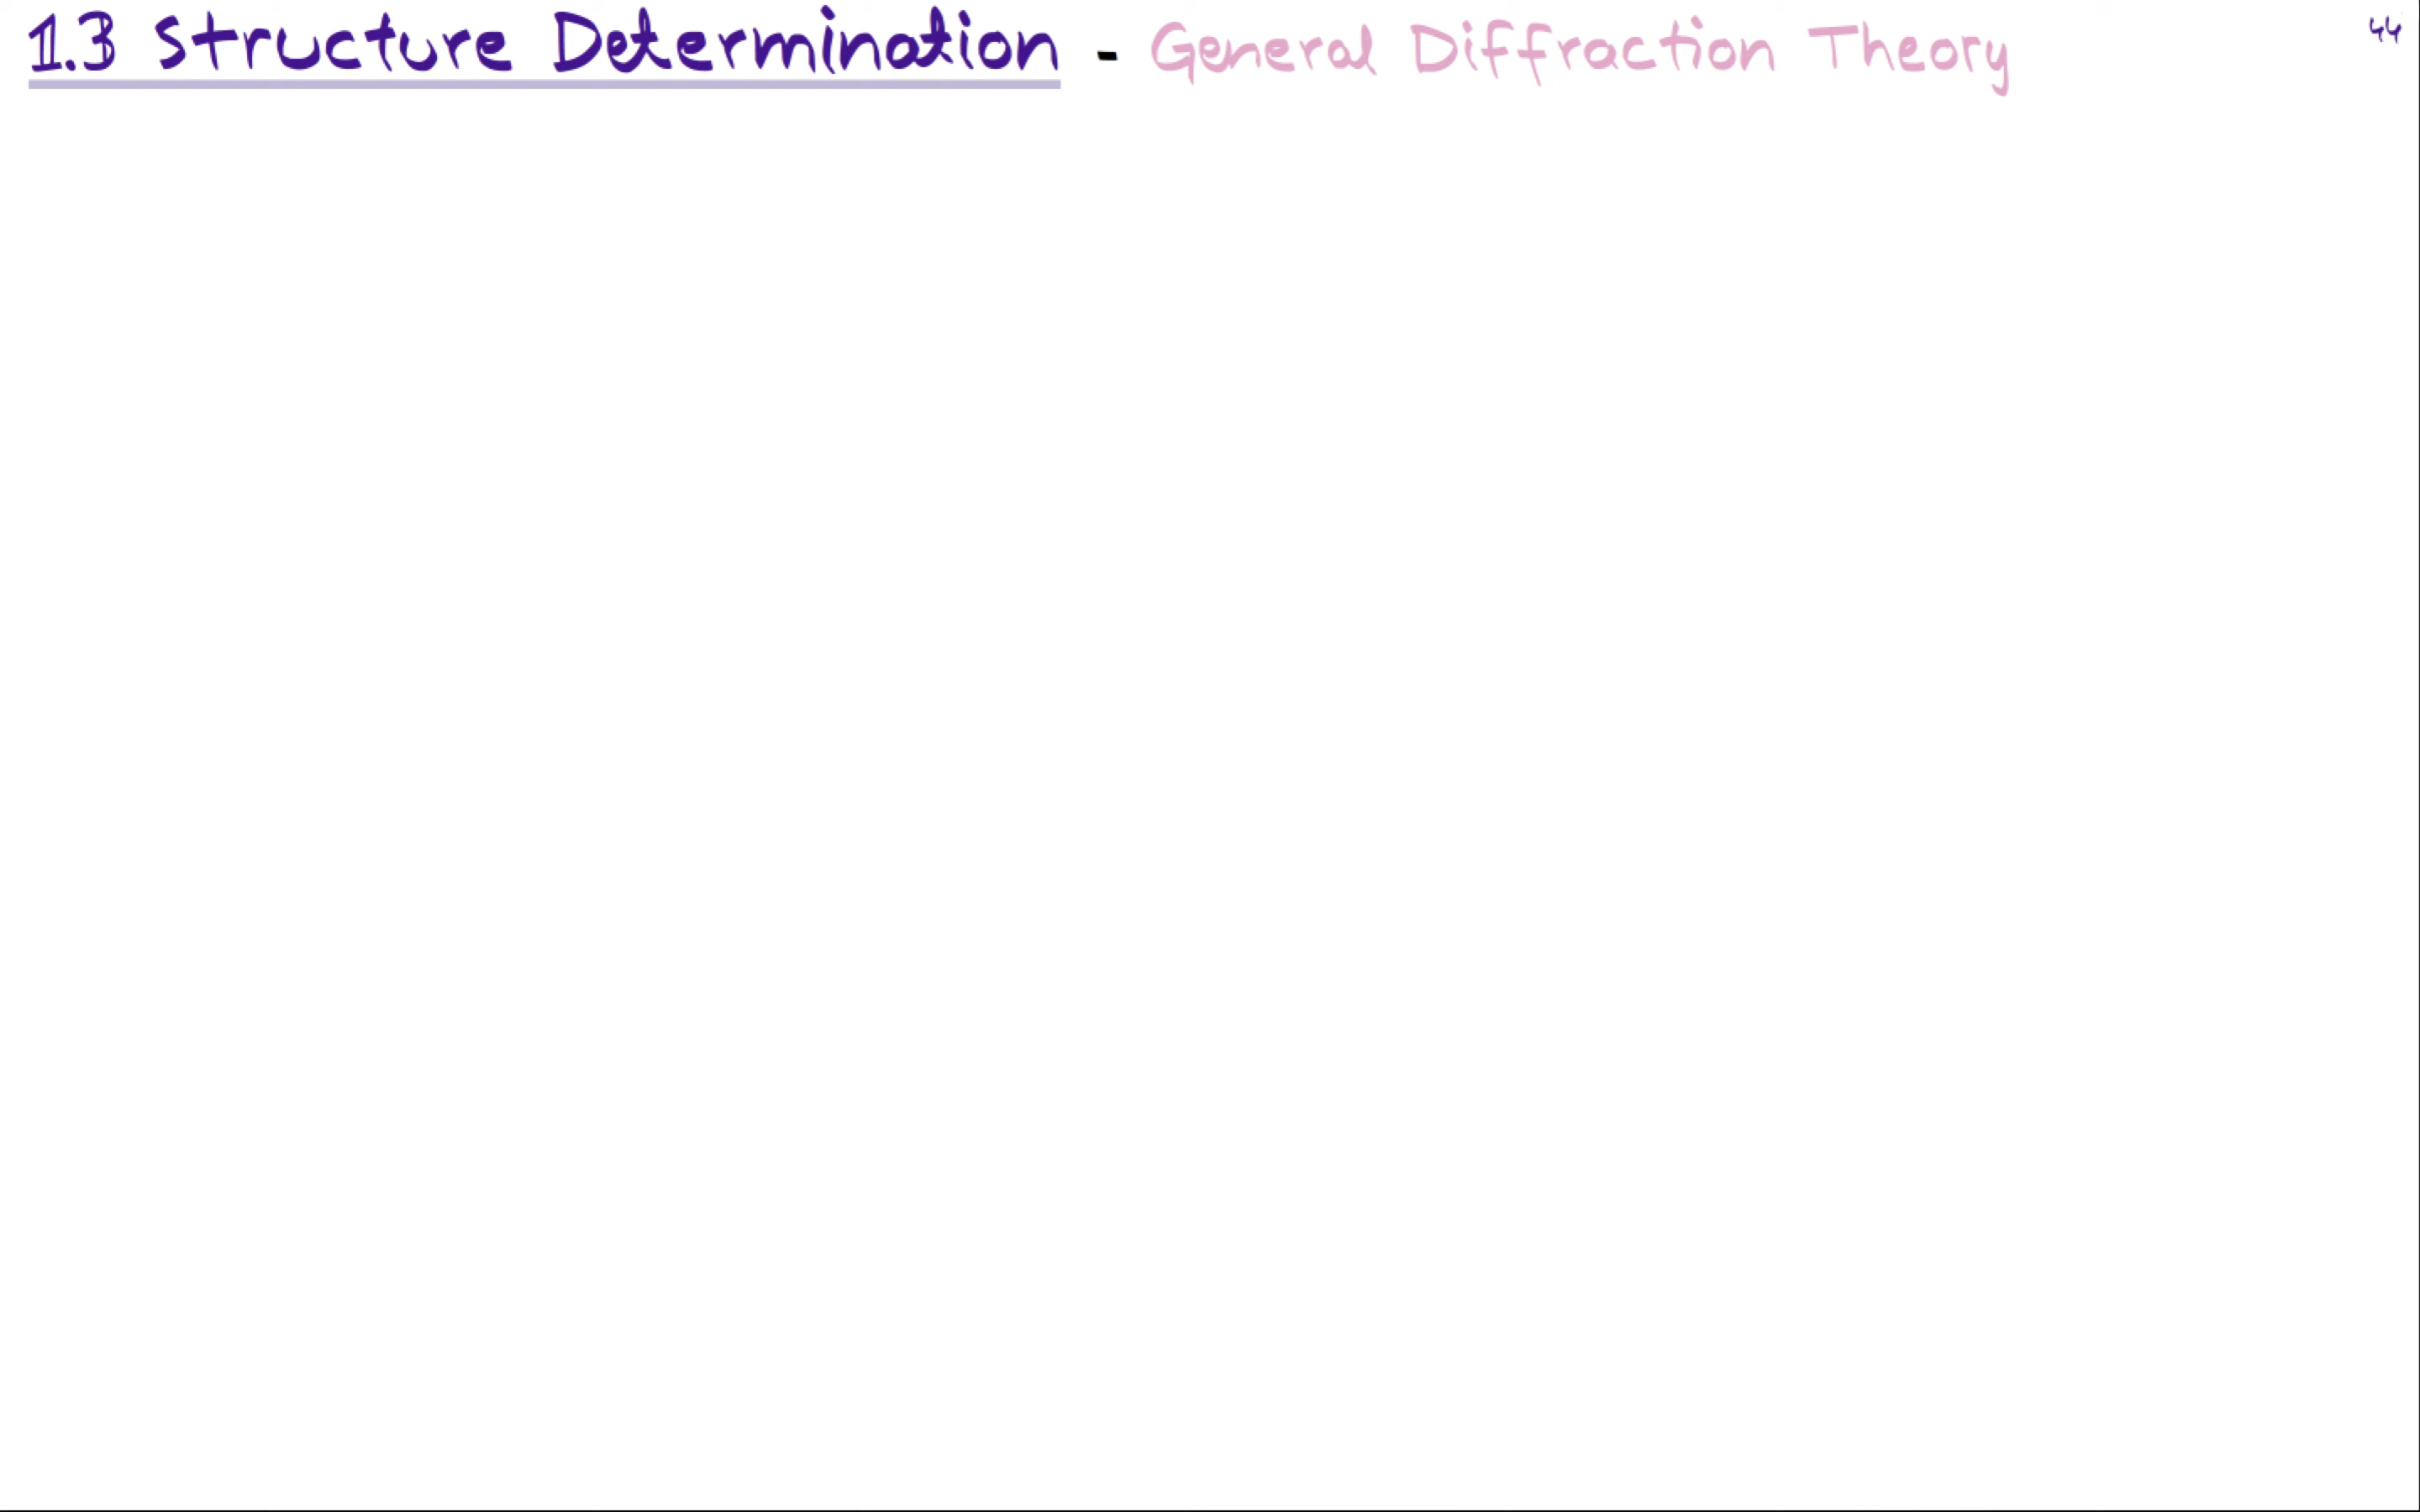 1.3 Structure Determination - General Diffraction Theory
44